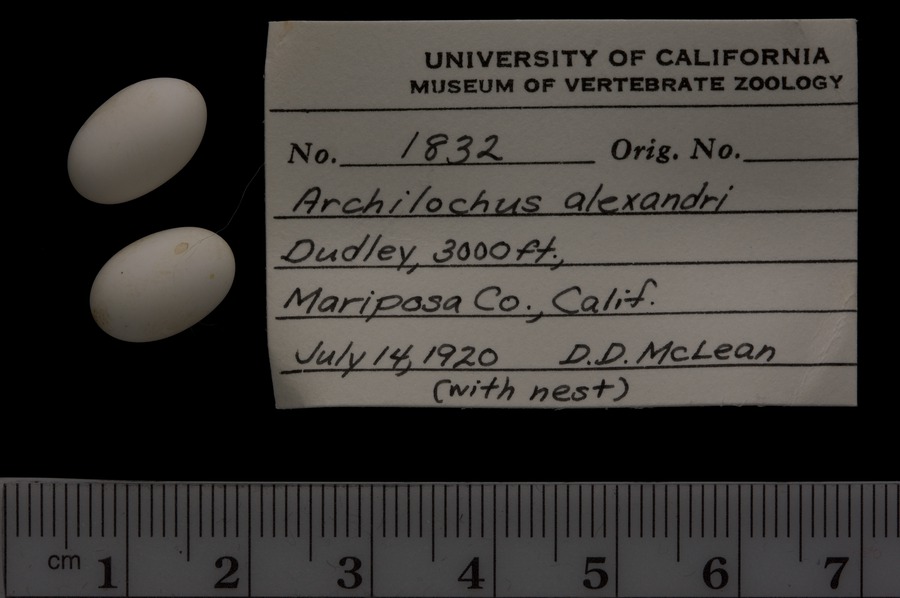 UNIVERSITY OF CALIFORNIA
MUSEUM OF VERTEBRATE ZOOLOGY
No. 1832 Orig. No.
Archilochus alexandri
Dudley, 3000 ft.,
Mariposa Co., Calif.
July 14, 1920 D.D. McLean
(with nest)
cm 1 2 3 4 5 6 7